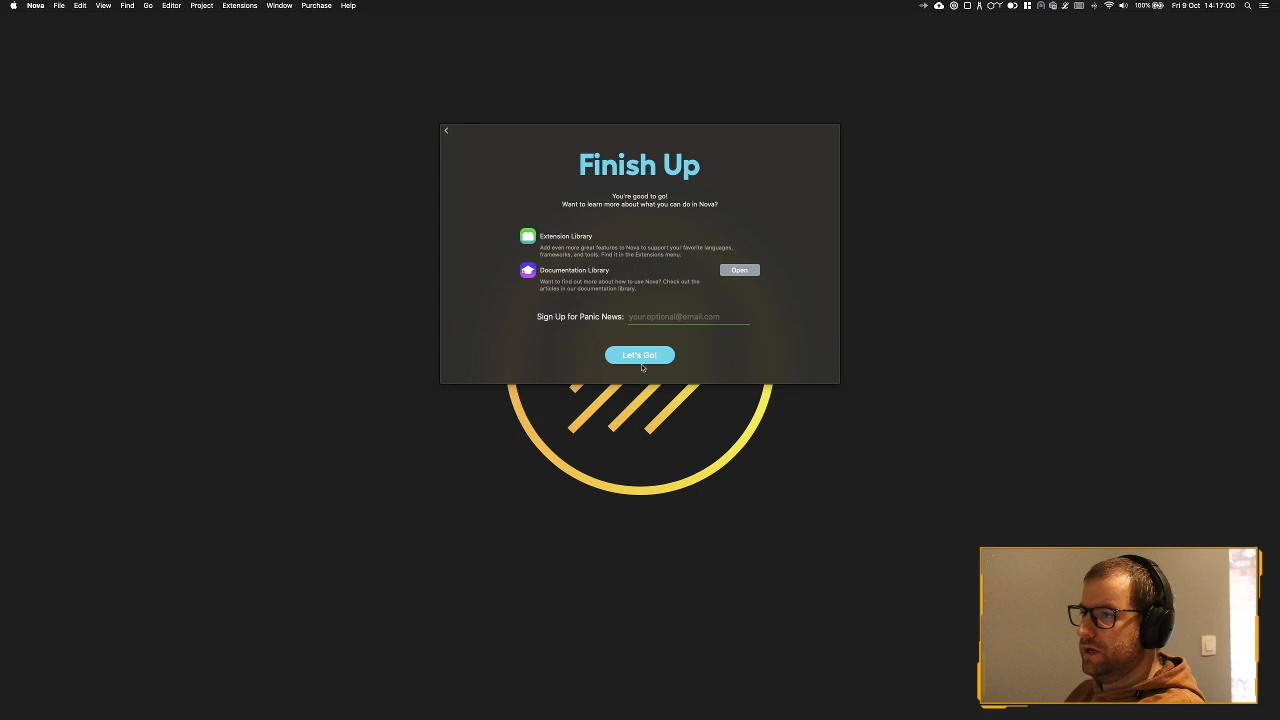 Nova File Edit View Find Go Editor Project Extensions Window Purchase Help
100% Fri 9 Oct 14:17:00
Finish Up
You're good to go!
Want to learn more about what you can do in Nova?
Extension Library
Add even more great features to Nova to support your favorite languages,
frameworks, and tools. Find it in the Extensions menu.
Documentation Library
Open
Want to find out more about how to use Nova? Check out the
articles in our documentation library.
Sign Up for Panic News: your.optional@email.com
Let's Go!